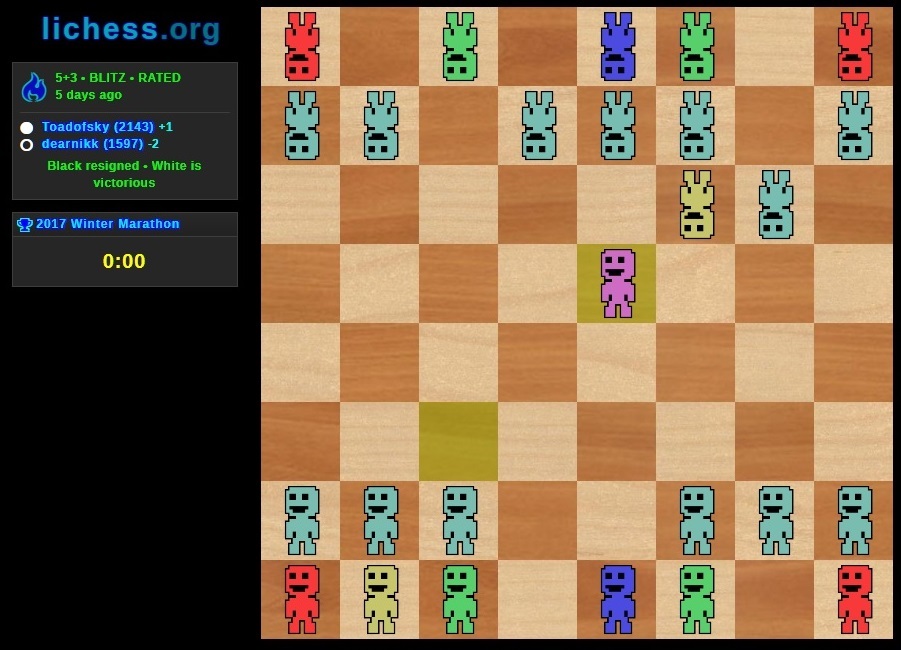 lichess.org
5+3 • BLITZ • RATED
5 days ago
Toadofsky (2143) +1
dearnikk (1597) -2
Black resigned • White is
victorious
2017 Winter Marathon
0:00